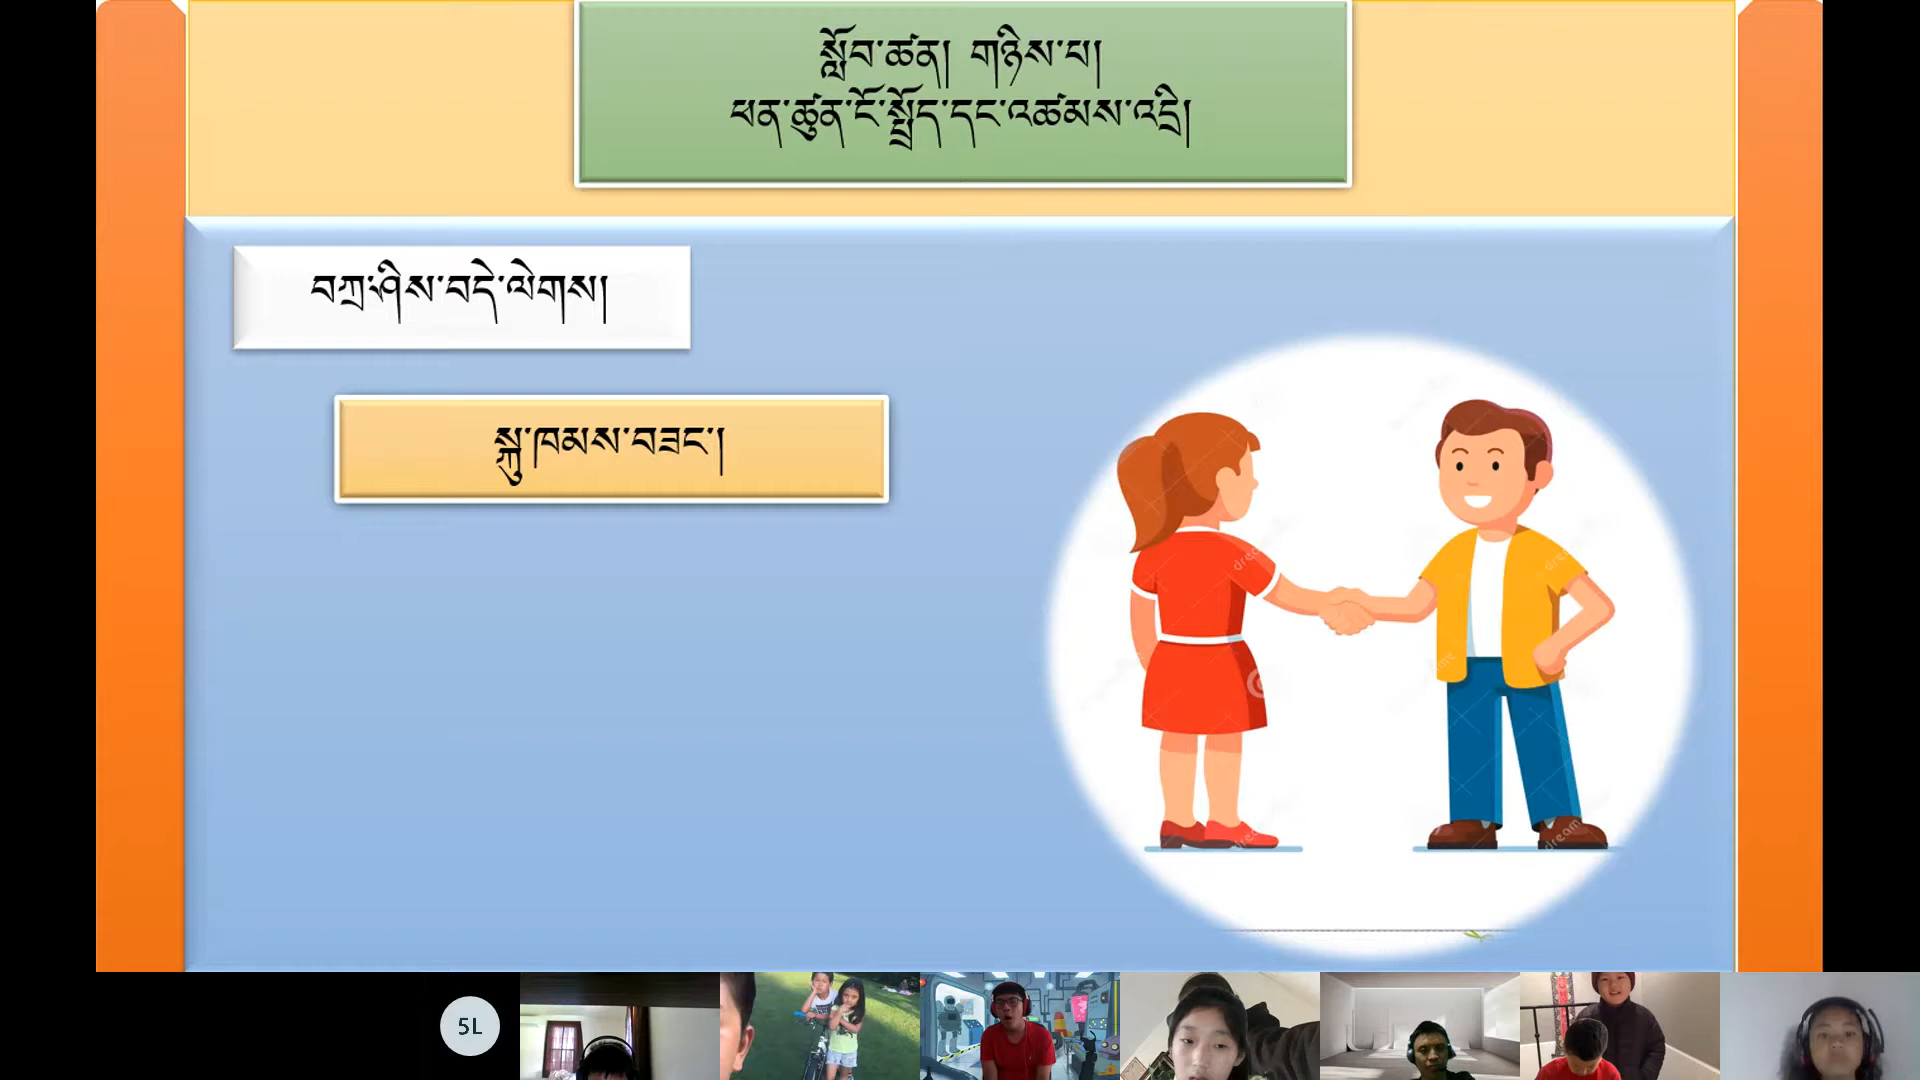 སློབ་ཚན། གཉིས་པ།
ཕན་ཚུན་ངོ་སྤྲོད་དང་འཚམས་འདྲི།
བཀྲ་ཤིས་བདེ་ལེགས།
སྐུ་ཁམས་བཟང་།
5L